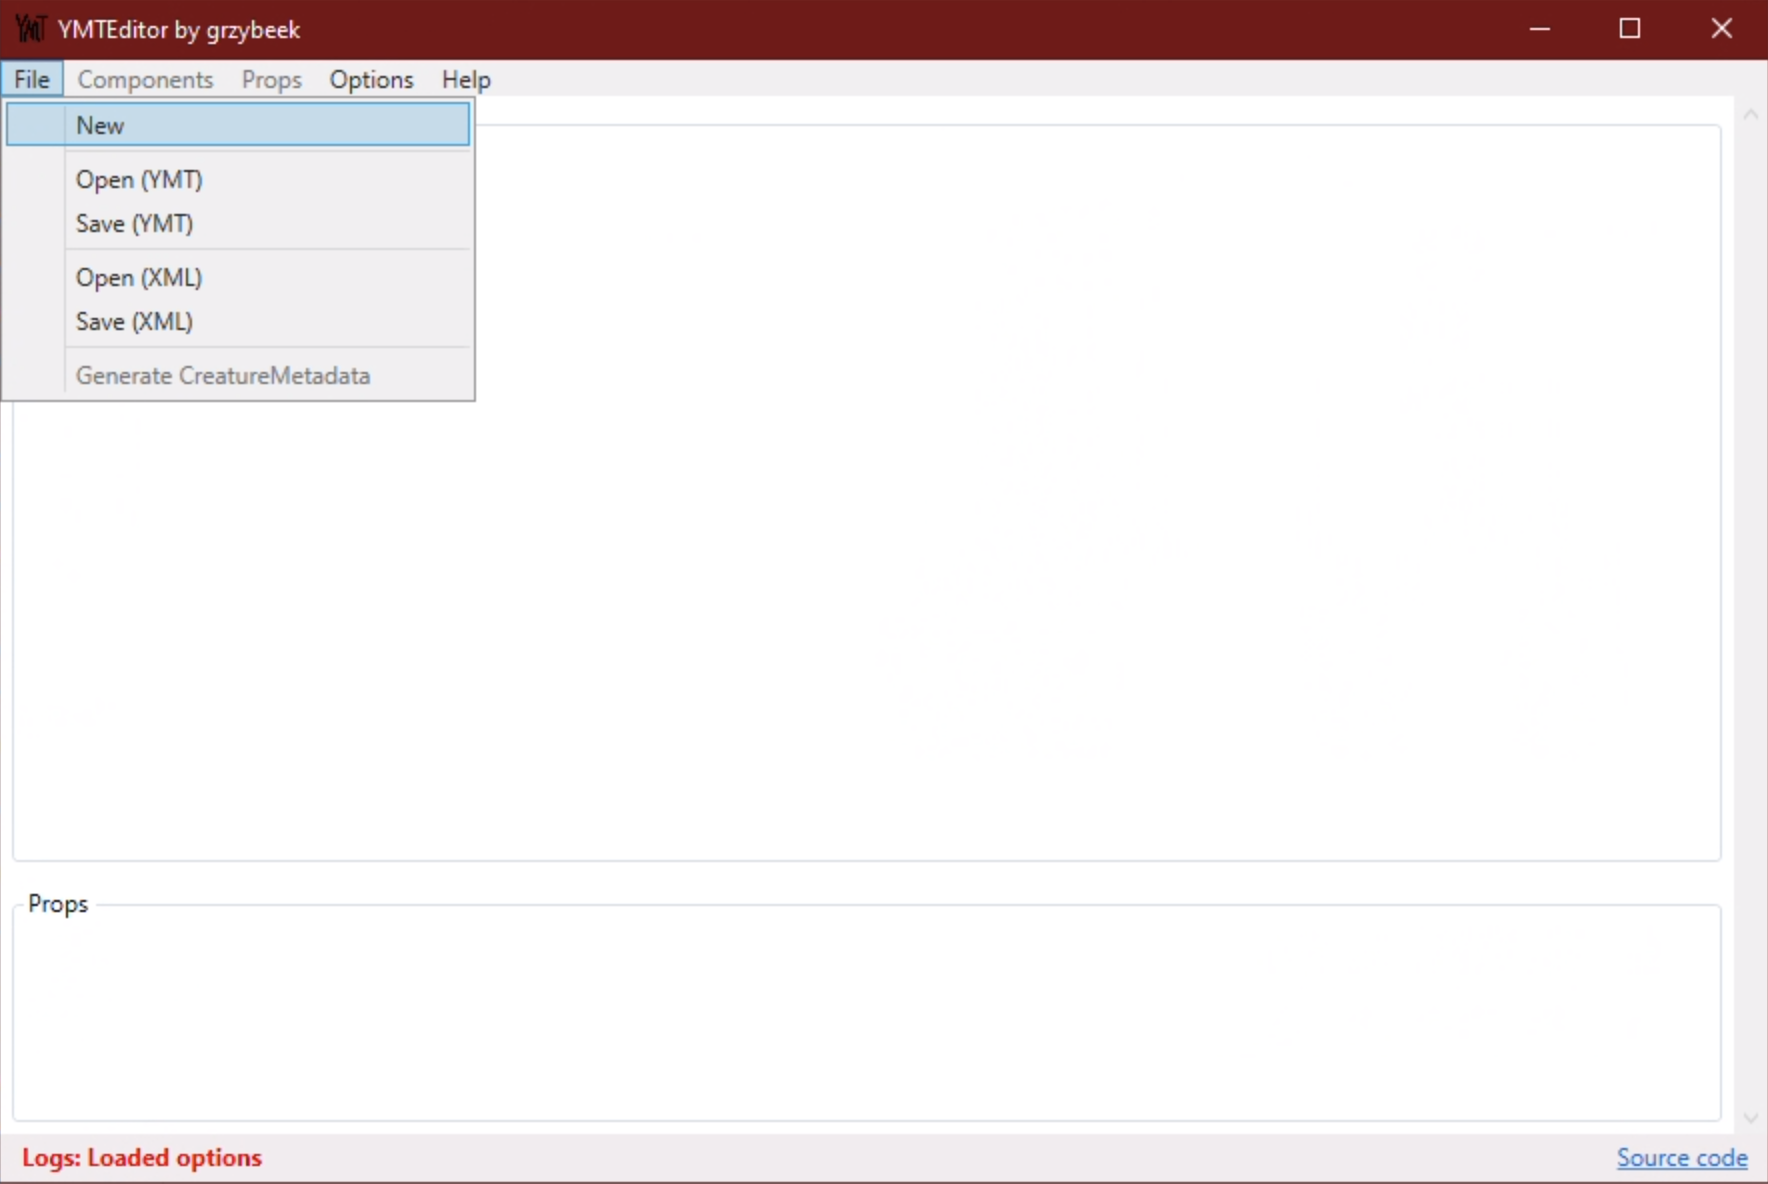 YMT YMTEditor by grzybeek
File Components Props Options Help
New
Open (YMT)
Save (YMT)
Open (XML)
Save (XML)
Generate CreatureMetadata
Props
Logs: Loaded options
Source code